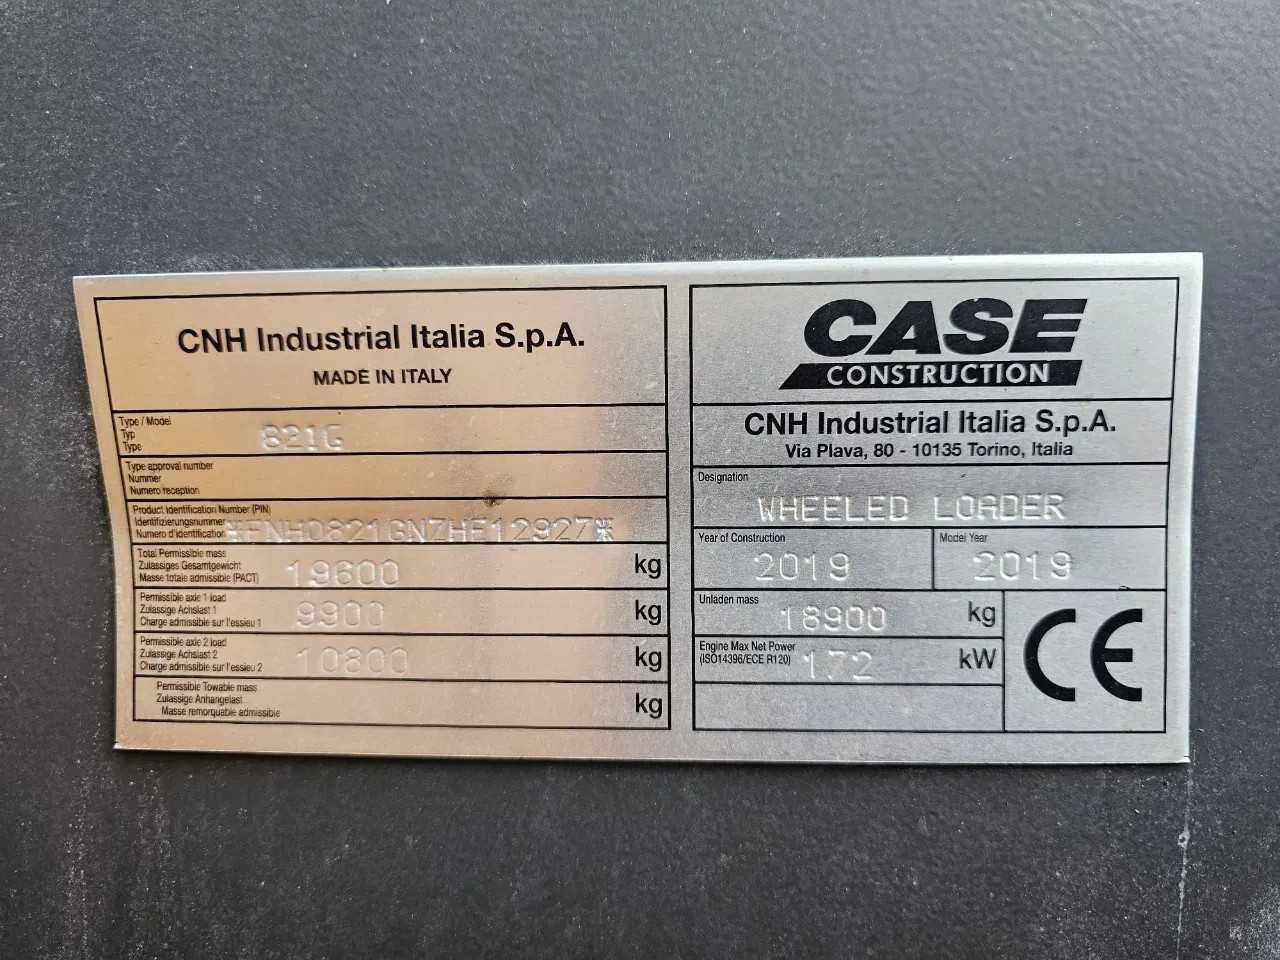 CNH Industrial Italia S.p.A.
MADE IN ITALY
Type / Model
Typ
Type
821G
Type approval number
Nummer
Numero reception
Product Identification Number (PIN)
Identifizierungsnummer
Numero d'identification
*FNH0821GNZHE12927*
Total Permissible mass
Zulassiges Gesamtgewicht
Masse totale admissible (PACT)
19600 kg
Permissible axle 1 load
Zulassige Achslast 1
Charge admissible sur l'essieu 1
9900 kg
Permissible axle 2 load
Zulassige Achslast 2
Charge admissible sur l'essieu 2
10800 kg
Permissible Towable mass
Zulassige Anhangelast
Masse remorquable admissible
kg
CASE
CONSTRUCTION
CNH Industrial Italia S.p.A.
Via Plava, 80 - 10135 Torino, Italia
Designation
WHEELED LOADER
Year of Construction
2019
Model Year
2019
Unladen mass
18900 kg
Engine Max Net Power
(ISO14396/ECE R120)
172 kW
CE